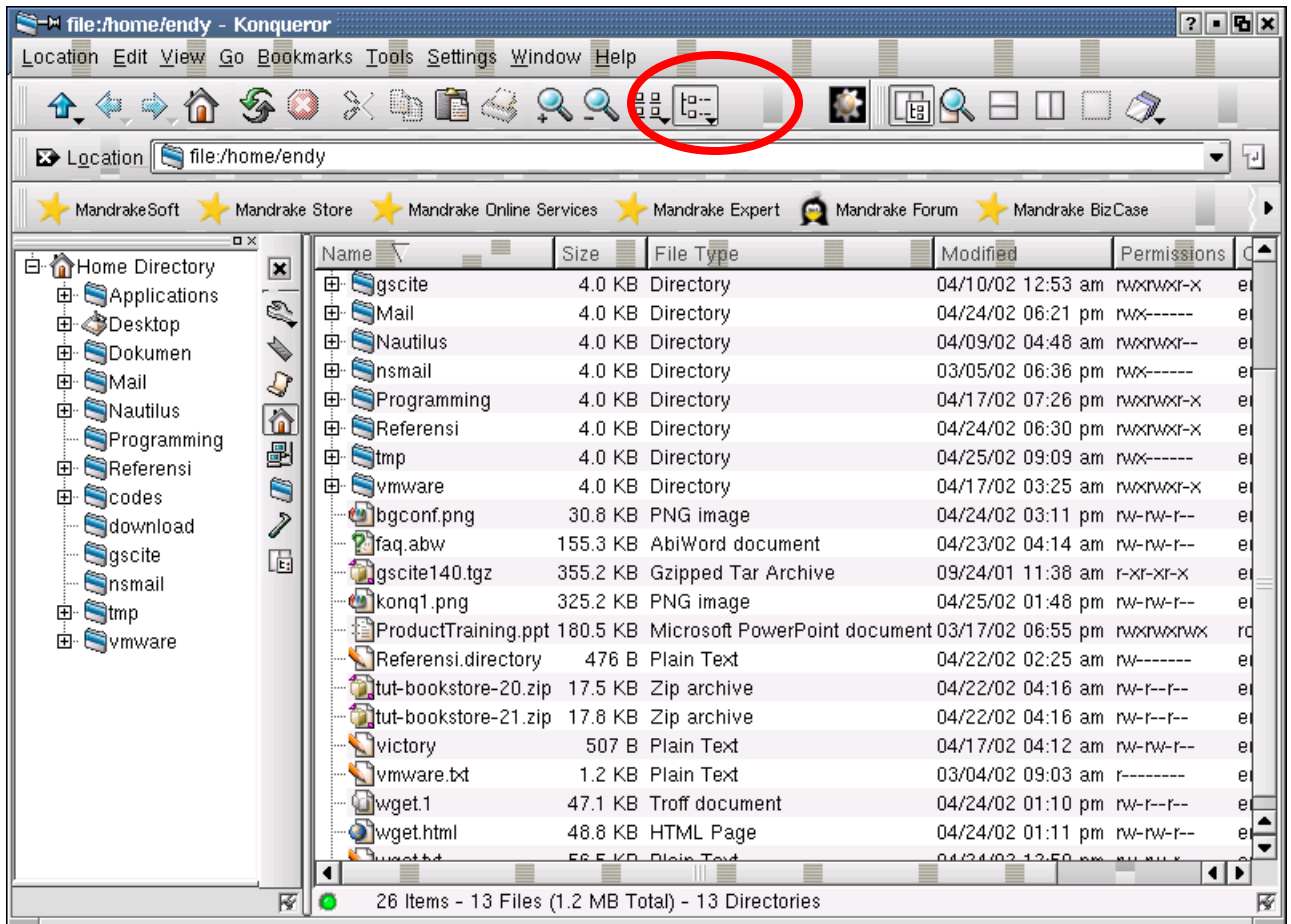 file:/home/endy - Konqueror
Location Edit View Go Bookmarks Tools Settings Window Help
Location file:/home/endy
MandrakeSoft Mandrake Store Mandrake Online Services Mandrake Expert Mandrake Forum Mandrake BizCase
Home Directory
Applications
Desktop
Dokumen
Mail
Nautilus
Programming
Referensi
codes
download
gscite
nsmail
tmp
vmware
Name Size File Type Modified Permissions
gscite 4.0 KB Directory 04/10/02 12:53 am rwxrwxr-x
Mail 4.0 KB Directory 04/24/02 06:21 pm rwx------
Nautilus 4.0 KB Directory 04/09/02 04:48 am rwxrwxr--
nsmail 4.0 KB Directory 03/05/02 06:36 pm rwx------
Programming 4.0 KB Directory 04/17/02 07:26 pm rwxrwxr-x
Referensi 4.0 KB Directory 04/24/02 06:30 pm rwxrwxr-x
tmp 4.0 KB Directory 04/25/02 09:09 am rwx------
vmware 4.0 KB Directory 04/17/02 03:25 am rwxrwxr-x
bgconf.png 30.8 KB PNG image 04/24/02 03:11 pm rw-rw-r--
faq.abw 155.3 KB AbiWord document 04/23/02 04:14 am rw-rw-r--
gscite140.tgz 355.2 KB Gzipped Tar Archive 09/24/01 11:38 am r-xr-xr-x
konq1.png 325.2 KB PNG image 04/25/02 01:48 pm rw-rw-r--
ProductTraining.ppt 180.5 KB Microsoft PowerPoint document 03/17/02 06:55 pm rwxrwxrwx
Referensi.directory 476 B Plain Text 04/22/02 02:25 am rw-------
tut-bookstore-20.zip 17.5 KB Zip archive 04/22/02 04:16 am rw-r--r--
tut-bookstore-21.zip 17.8 KB Zip archive 04/22/02 04:16 am rw-r--r--
victory 507 B Plain Text 04/17/02 04:12 am rw-rw-r--
vmware.txt 1.2 KB Plain Text 03/04/02 09:03 am r--------
wget.1 47.1 KB Troff document 04/24/02 01:10 pm rw-r--r--
wget.html 48.8 KB HTML Page 04/24/02 01:11 pm rw-rw-r--
26 Items - 13 Files (1.2 MB Total) - 13 Directories